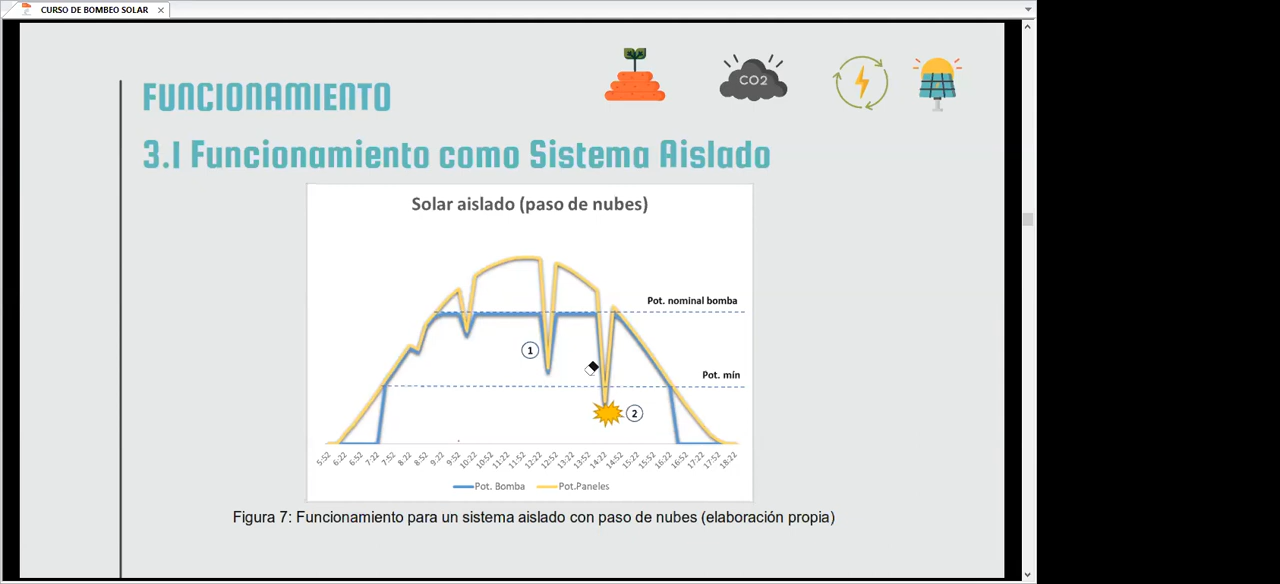 CURSO DE BOMBEO SOLAR
CO2
FUNCIONAMIENTO
3.1 Funcionamiento como Sistema Aislado
Solar aislado (paso de nubes)
Pot. nominal bomba
1
Pot. mín
2
5:52 6:22 6:52 7:22 7:52 8:22 8:52 9:22 9:52 10:22 10:52 11:22 11:52 12:22 12:52 13:22 13:52 14:22 14:52 15:22 15:52 16:22 16:52 17:22 17:52 18:22
Pot. Bomba Pot.Paneles
Figura 7: Funcionamiento para un sistema aislado con paso de nubes (elaboración propia)